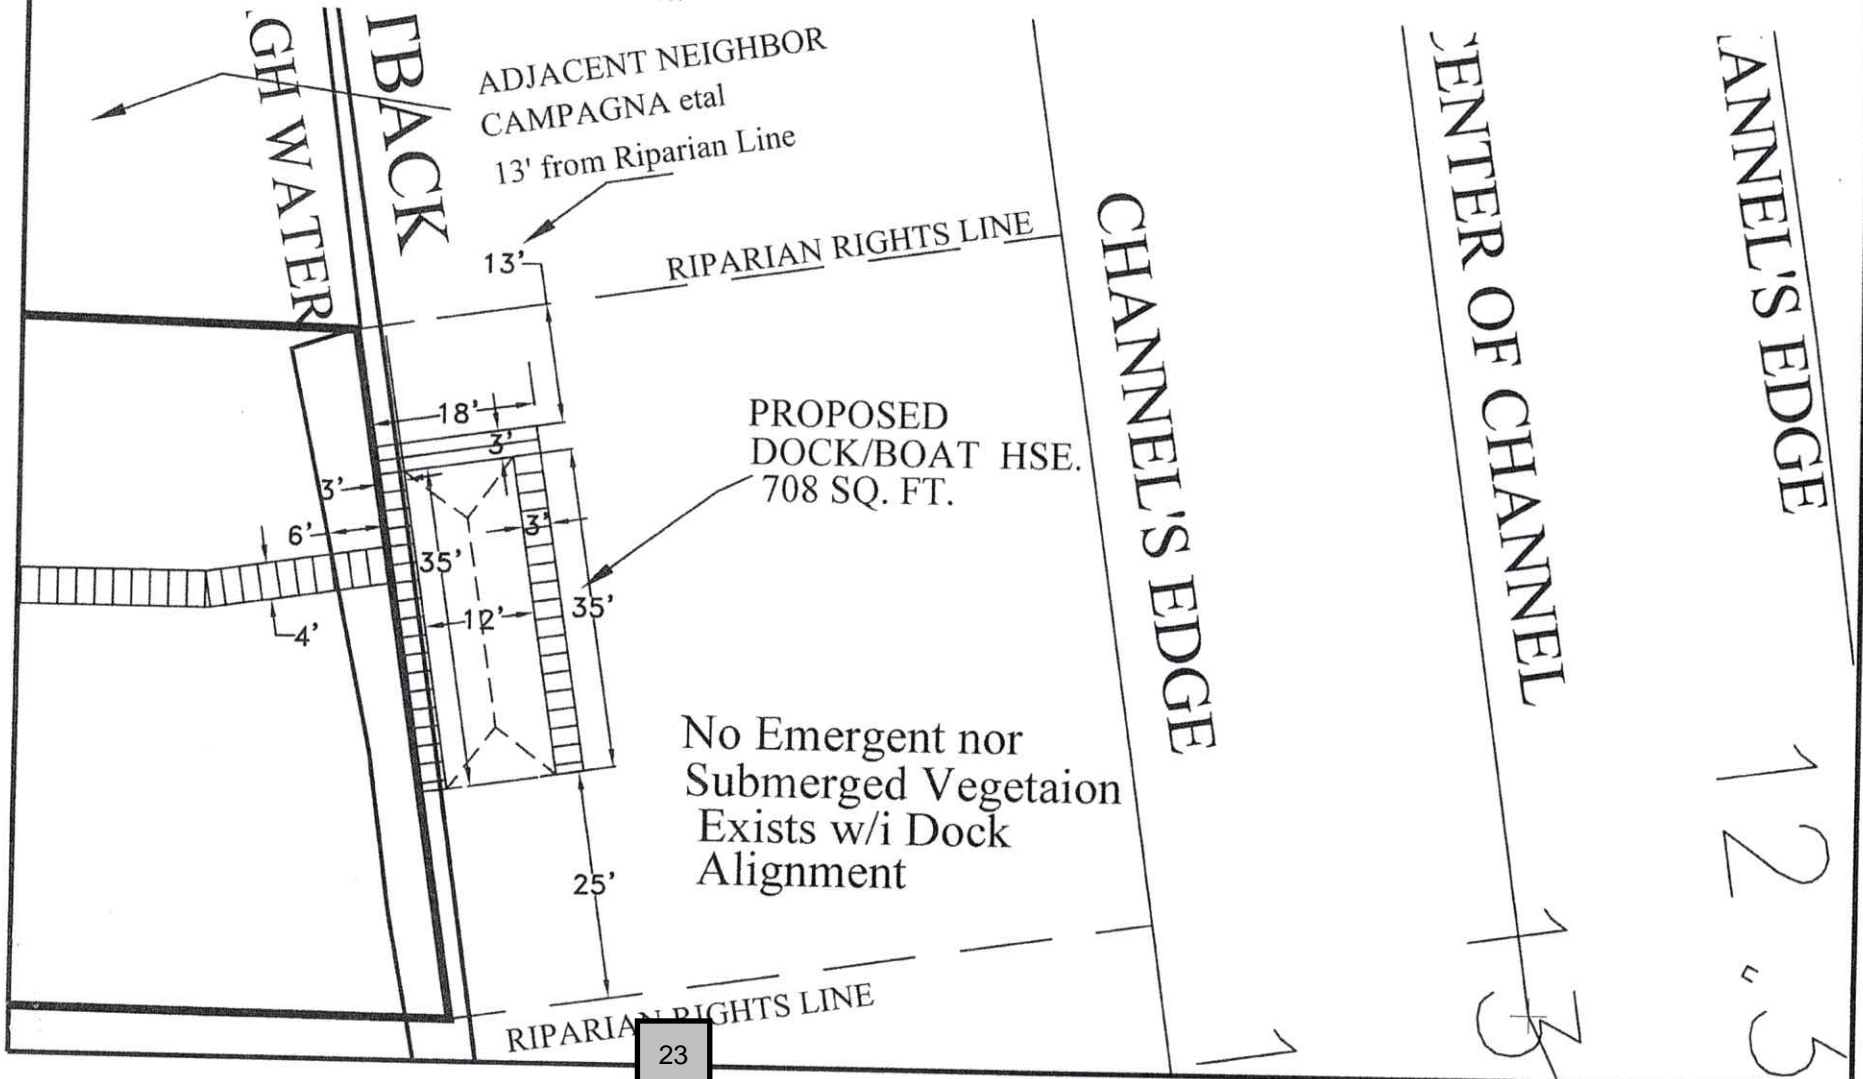 GH WATER
TBACK
ADJACENT NEIGHBOR
CAMPAGNA etal
13' from Riparian Line
13'
RIPARIAN RIGHTS LINE
CHANNEL'S EDGE
CENTER OF CHANNEL
ANNEL'S EDGE
18'
3'
3'
6'
3'
35'
12'
35'
4'
PROPOSED
DOCK/BOAT HSE.
708 SQ. FT.
No Emergent nor
Submerged Vegetaion
Exists w/i Dock
Alignment
25'
RIPARIAN RIGHTS LINE
23